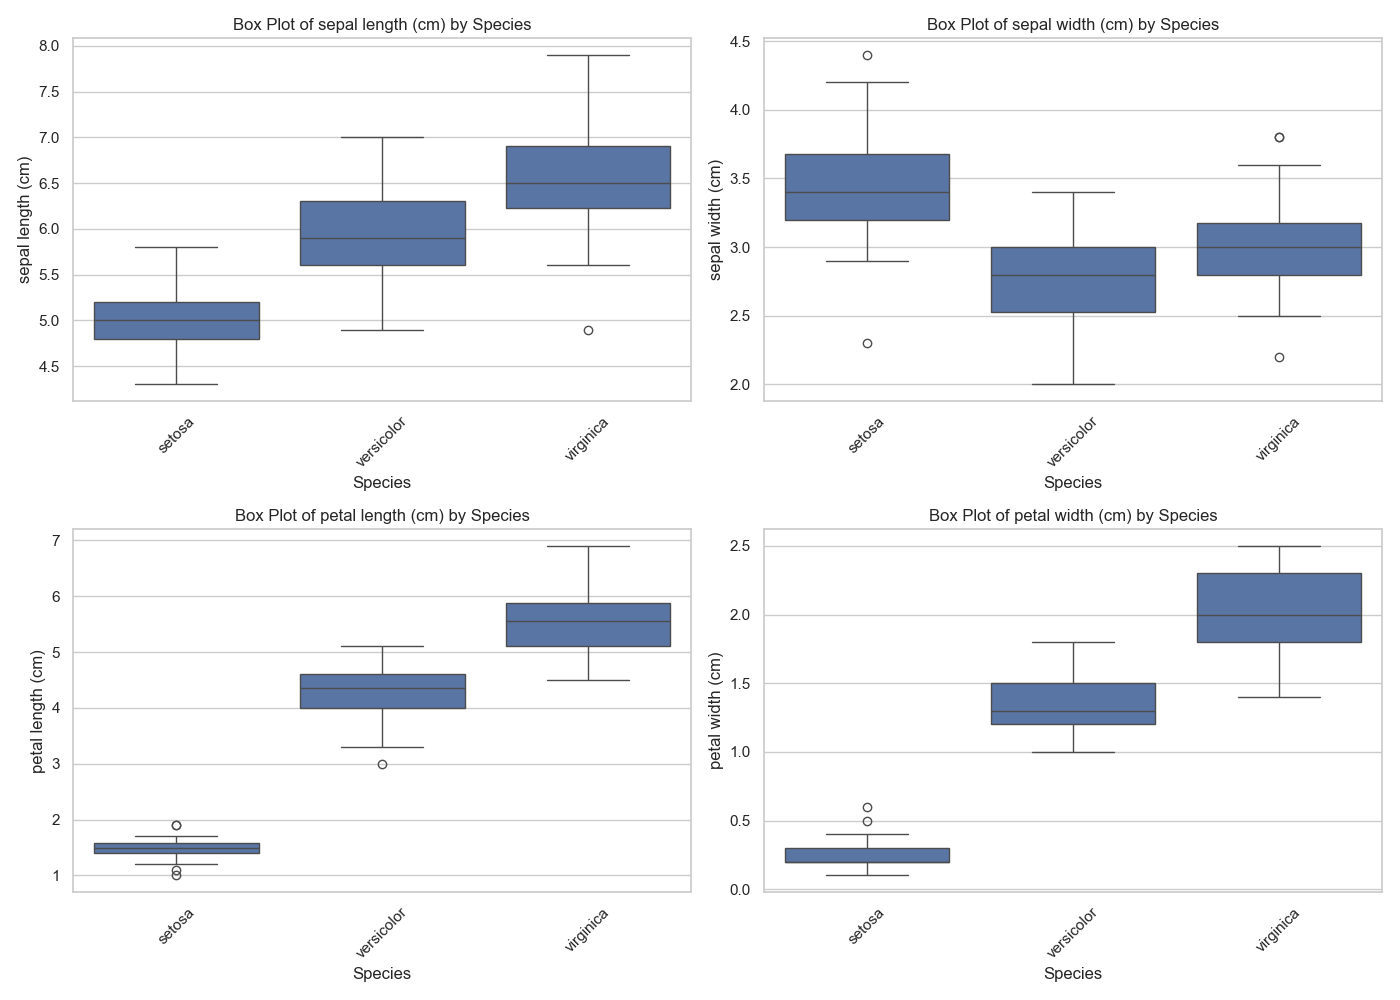 Box Plot of sepal length (cm) by Species
8.0
7.5
7.0
6.5
6.0
5.5
5.0
4.5
sepal length (cm)
setosa
versicolor
virginica
Species
Box Plot of sepal width (cm) by Species
4.5
4.0
3.5
3.0
2.5
2.0
sepal width (cm)
setosa
versicolor
virginica
Species
Box Plot of petal length (cm) by Species
7
6
5
4
3
2
1
petal length (cm)
setosa
versicolor
virginica
Species
Box Plot of petal width (cm) by Species
2.5
2.0
1.5
1.0
0.5
0.0
petal width (cm)
setosa
versicolor
virginica
Species